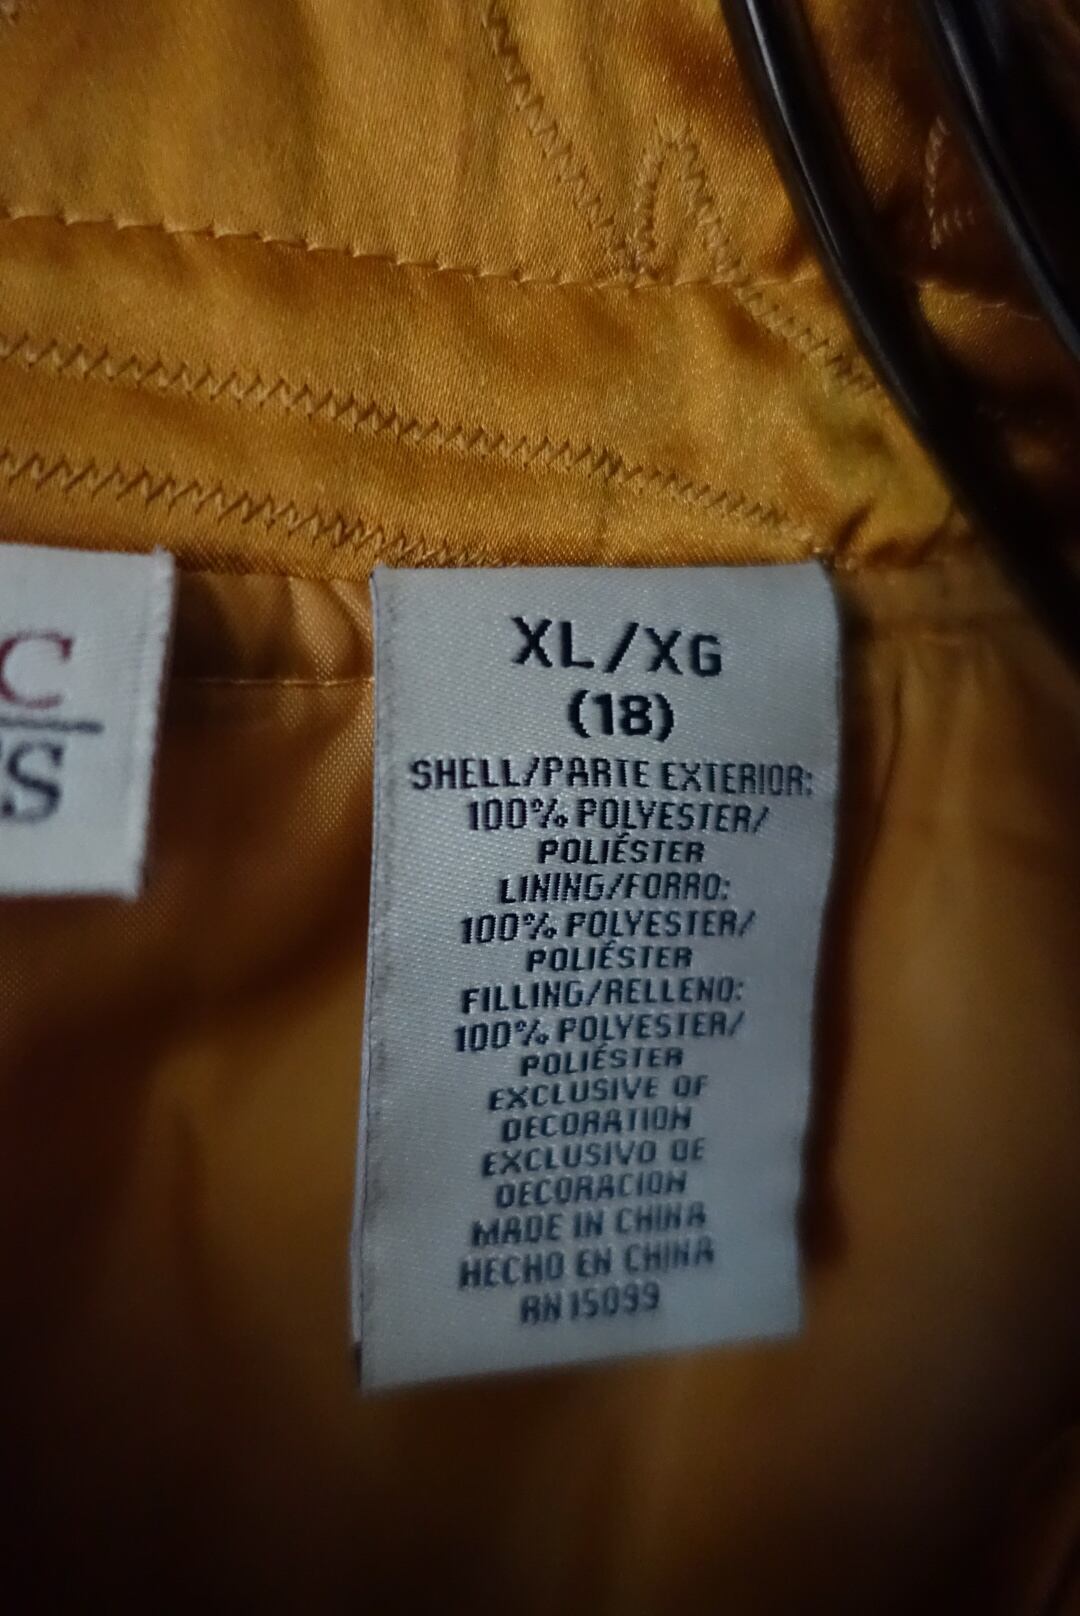 C
S
XL/XG
(18)
SHELL/PARTE EXTERIOR:
100% POLYESTER/
POLIÉSTER
LINING/FORRO:
100% POLYESTER/
POLIÉSTER
FILLING/RELLENO:
100% POLYESTER/
POLIÉSTER
EXCLUSIVE OF
DECORATION
EXCLUSIVO DE
DECORACION
MADE IN CHINA
HECHO EN CHINA
RN 15099